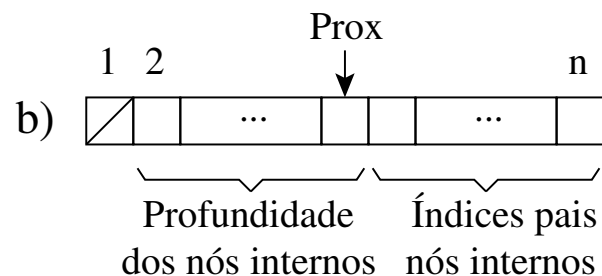 Prox
1 2 n
b) ... ...
Profundidade Índices pais
dos nós internos nós internos